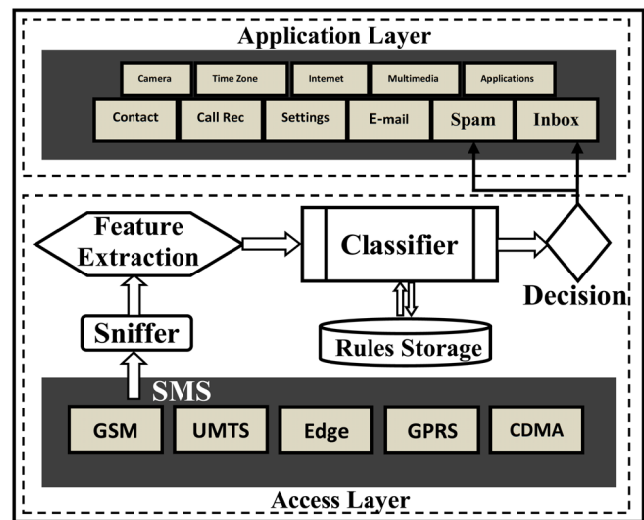 Application Layer
Camera Time Zone Internet Multimedia Applications
Contact Call Rec Settings E-mail Spam Inbox
Feature
Extraction
Classifier
Decision
Sniffer
Rules Storage
SMS
GSM UMTS Edge GPRS CDMA
Access Layer